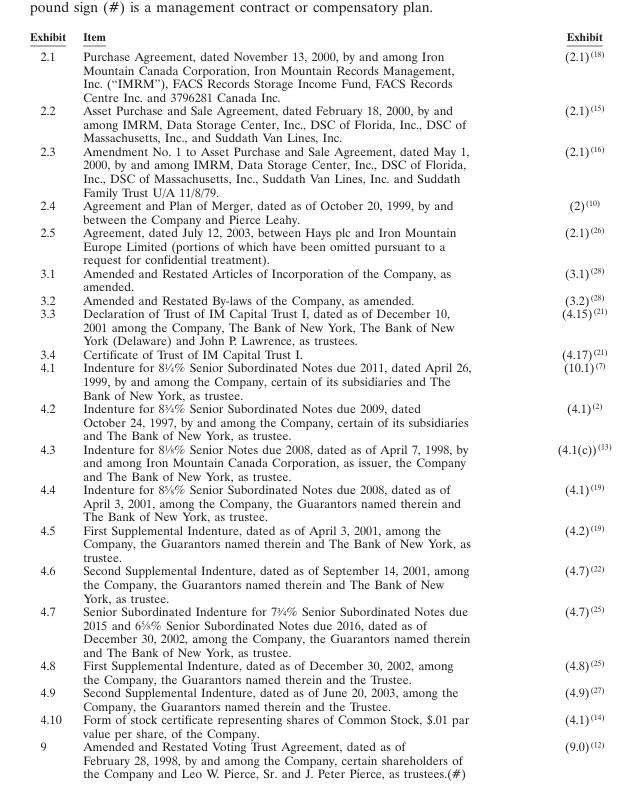 pound sign (#) is a management contract or compensatory plan.
Exhibit Item Exhibit
2.1 Purchase Agreement, dated November 13, 2000, by and among Iron (2.1)(18)
Mountain Canada Corporation, Iron Mountain Records Management,
Inc. (“IMRM”), FACS Records Storage Income Fund, FACS Records
Centre Inc. and 3796281 Canada Inc.
2.2 Asset Purchase and Sale Agreement, dated February 18, 2000, by and (2.1)(15)
among IMRM, Data Storage Center, Inc., DSC of Florida, Inc., DSC of
Massachusetts, Inc., and Suddath Van Lines, Inc.
2.3 Amendment No. 1 to Asset Purchase and Sale Agreement, dated May 1, (2.1)(16)
2000, by and among IMRM, Data Storage Center, Inc., DSC of Florida,
Inc., DSC of Massachusetts, Inc., Suddath Van Lines, Inc. and Suddath
Family Trust U/A 11/8/79.
2.4 Agreement and Plan of Merger, dated as of October 20, 1999, by and (2)(10)
between the Company and Pierce Leahy.
2.5 Agreement, dated July 12, 2003, between Hays plc and Iron Mountain (2.1)(26)
Europe Limited (portions of which have been omitted pursuant to a
request for confidential treatment).
3.1 Amended and Restated Articles of Incorporation of the Company, as (3.1)(28)
amended.
3.2 Amended and Restated By-laws of the Company, as amended. (3.2)(28)
3.3 Declaration of Trust of IM Capital Trust I, dated as of December 10, (4.15)(21)
2001 among the Company, The Bank of New York, The Bank of New
York (Delaware) and John P. Lawrence, as trustees.
3.4 Certificate of Trust of IM Capital Trust I. (4.17)(21)
4.1 Indenture for 8¼% Senior Subordinated Notes due 2011, dated April 26, (10.1)(7)
1999, by and among the Company, certain of its subsidiaries and The
Bank of New York, as trustee.
4.2 Indenture for 8¾% Senior Subordinated Notes due 2009, dated (4.1)(2)
October 24, 1997, by and among the Company, certain of its subsidiaries
and The Bank of New York, as trustee.
4.3 Indenture for 8⅛% Senior Notes due 2008, dated as of April 7, 1998, by (4.1(c))(13)
and among Iron Mountain Canada Corporation, as issuer, the Company
and The Bank of New York, as trustee.
4.4 Indenture for 8⅝% Senior Subordinated Notes due 2008, dated as of (4.1)(19)
April 3, 2001, among the Company, the Guarantors named therein and
The Bank of New York, as trustee.
4.5 First Supplemental Indenture, dated as of April 3, 2001, among the (4.2)(19)
Company, the Guarantors named therein and The Bank of New York, as
trustee.
4.6 Second Supplemental Indenture, dated as of September 14, 2001, among (4.7)(22)
the Company, the Guarantors named therein and The Bank of New
York, as trustee.
4.7 Senior Subordinated Indenture for 7¾% Senior Subordinated Notes due (4.7)(25)
2015 and 6⅝% Senior Subordinated Notes due 2016, dated as of
December 30, 2002, among the Company, the Guarantors named therein
and The Bank of New York, as trustee.
4.8 First Supplemental Indenture, dated as of December 30, 2002, among (4.8)(25)
the Company, the Guarantors named therein and the Trustee.
4.9 Second Supplemental Indenture, dated as of June 20, 2003, among the (4.9)(27)
Company, the Guarantors named therein and the Trustee.
4.10 Form of stock certificate representing shares of Common Stock, $.01 par (4.1)(14)
value per share, of the Company.
9 Amended and Restated Voting Trust Agreement, dated as of (9.0)(12)
February 28, 1998, by and among the Company, certain shareholders of
the Company and Leo W. Pierce, Sr. and J. Peter Pierce, as trustees.(#)